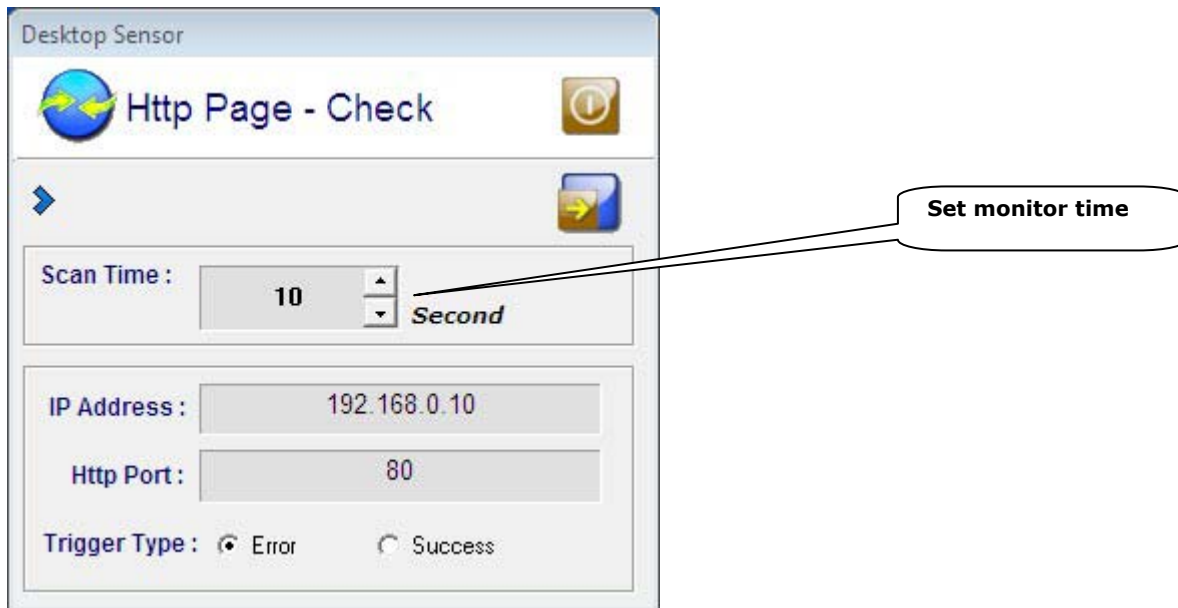 Desktop Sensor
Http Page - Check
Set monitor time
Scan Time :
10
Second
IP Address :
192.168.0.10
Http Port :
80
Trigger Type :
Error
Success